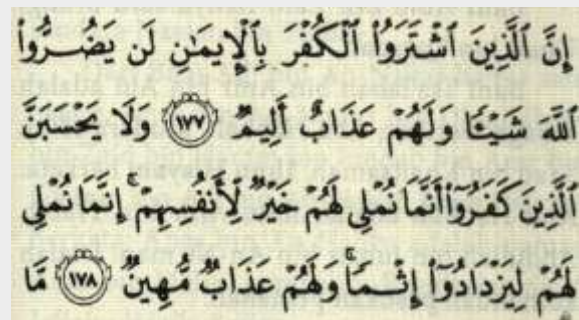 إِنَّ ٱلَّذِينَ ٱشْتَرَوُا۟ ٱلْكُفْرَ بِٱلْإِيمَـٰنِ لَن يَضُرُّوا۟
ٱللَّهَ شَيْـًٔا وَلَهُمْ عَذَابٌ أَلِيمٌ ١٧٧ وَلَا يَحْسَبَنَّ
ٱلَّذِينَ كَفَرُوٓا۟ أَنَّمَا نُمْلِى لَهُمْ خَيْرٌ لِّأَنفُسِهِمْ ۚ إِنَّمَا نُمْلِى
لَهُمْ لِيَزْدَادُوٓا۟ إِثْمًا ۚ وَلَهُمْ عَذَابٌ مُّهِينٌ ١٧٨ مَّا